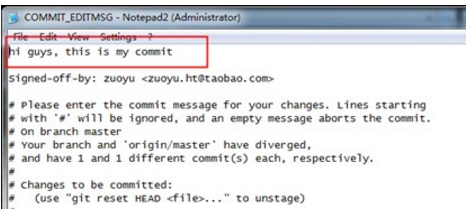 COMMIT_EDITMSG - Notepad2 (Administrator)
File Edit View Settings ?
hi guys, this is my commit
Signed-off-by: zuoyu <zuoyu.ht@taobao.com>
# Please enter the commit message for your changes. Lines starting
# with '#' will be ignored, and an empty message aborts the commit.
# On branch master
# Your branch and 'origin/master' have diverged,
# and have 1 and 1 different commit(s) each, respectively.
#
# Changes to be committed:
#   (use "git reset HEAD <file>..." to unstage)